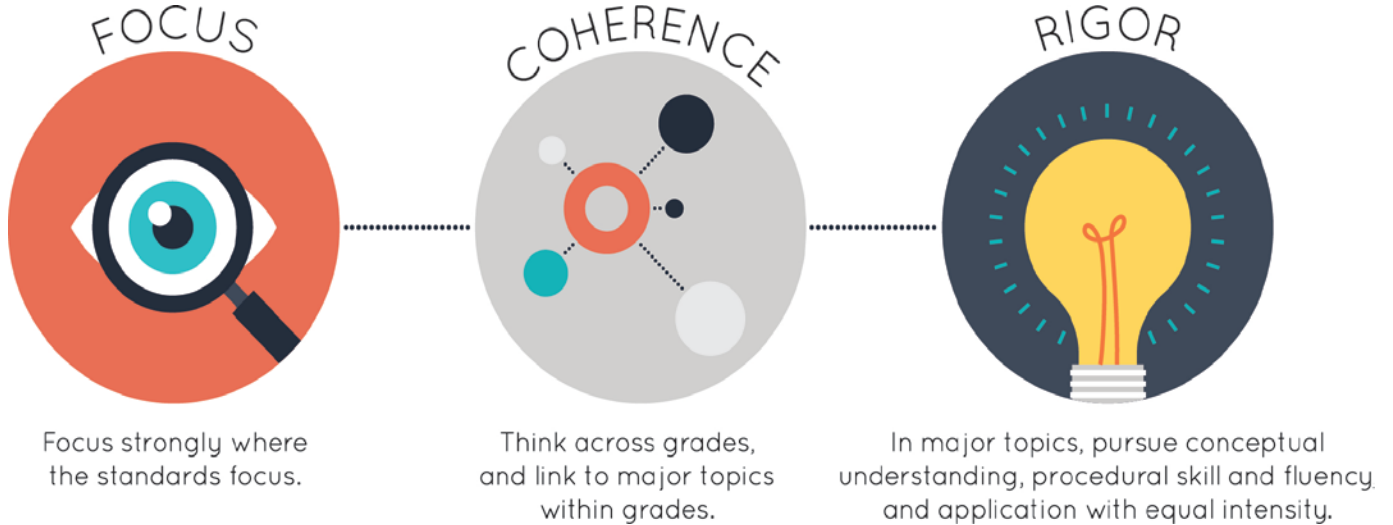 FOCUS
Focus strongly where
the standards focus.
COHERENCE
Think across grades,
and link to major topics
within grades.
RIGOR
In major topics, pursue conceptual
understanding, procedural skill and fluency,
and application with equal intensity.